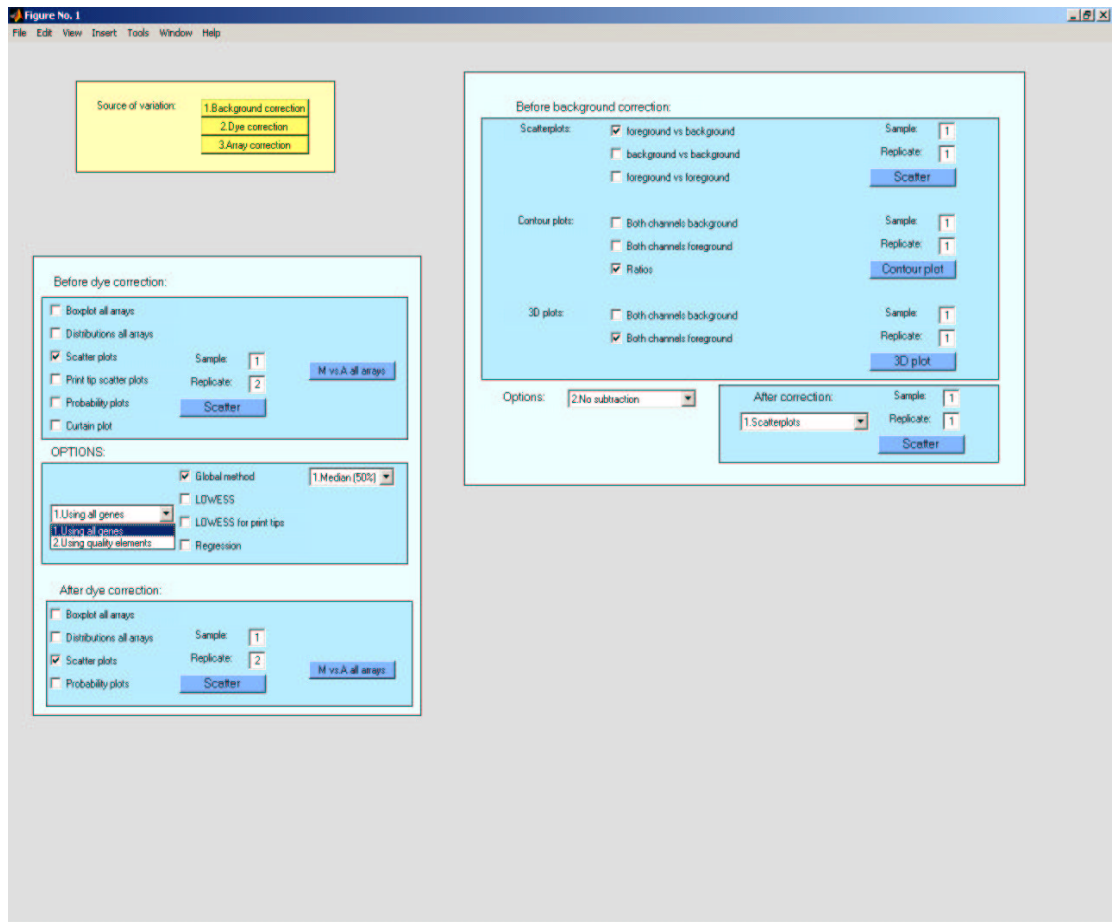 Figure No. 1
File Edit View Insert Tools Window Help
Source of variation:
1.Background correction
2.Dye correction
3.Array correction
Before background correction:
Scatterplots: foreground vs background Sample: 1
background vs background Replicate: 1
foreground vs foreground Scatter
Contour plots: Both channels background Sample: 1
Both channels foreground Replicate: 1
Ratios Contour plot
3D plots: Both channels background Sample: 1
Both channels foreground Replicate: 1
3D plot
Options: 2.No subtraction
After correction: Sample: 1
1.Scatterplots Replicate: 1
Scatter
Before dye correction:
Boxplot all arrays
Distributions all arrays
Scatter plots Sample: 1 M vs.A all arrays
Print tip scatter plots Replicate: 2
Probability plots Scatter
Curtain plot
OPTIONS:
Global method 1.Median (50%)
LOWESS
1.Using all genes LOWESS for print tips
1.Using all genes
2.Using quality elements Regression
After dye correction:
Boxplot all arrays
Distributions all arrays Sample: 1
Scatter plots Replicate: 2 M vs.A all arrays
Probability plots Scatter